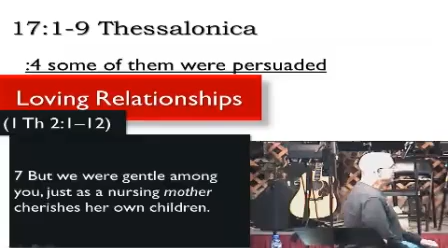 17:1-9 Thessalonica
:4 some of them were persuaded
Loving Relationships
(1 Th 2:1–12)
7 But we were gentle among
you, just as a nursing mother
cherishes her own children.